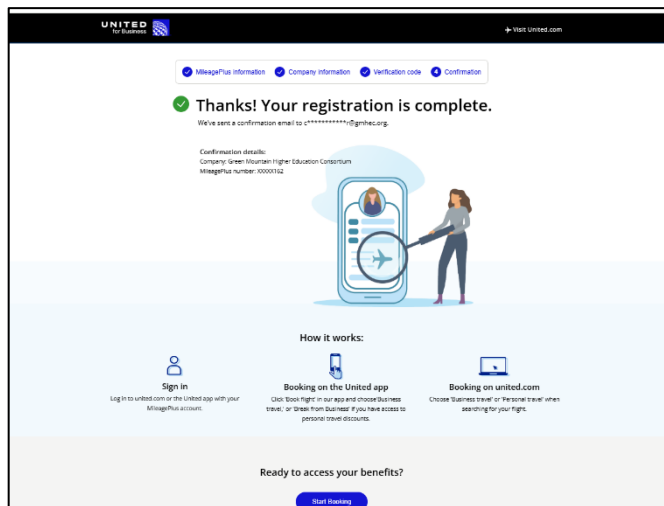 UNITED
for Business
Visit United.com
MileagePlus information
Company information
Verification code
4 Confirmation
Thanks! Your registration is complete.
We've sent a confirmation email to c***********r@gmhec.org.
Confirmation details:
Company: Green Mountain Higher Education Consortium
MileagePlus number: XXXXX162
How it works:
Sign in
Log in to united.com or the United app with your
MileagePlus account.
Booking on the United app
Click 'Book flight' in our app and choose 'Business
travel,' or 'Break from Business' if you have access to
personal travel discounts.
Booking on united.com
Choose 'Business travel' or 'Personal travel' when
searching for your flight.
Ready to access your benefits?
Start Booking